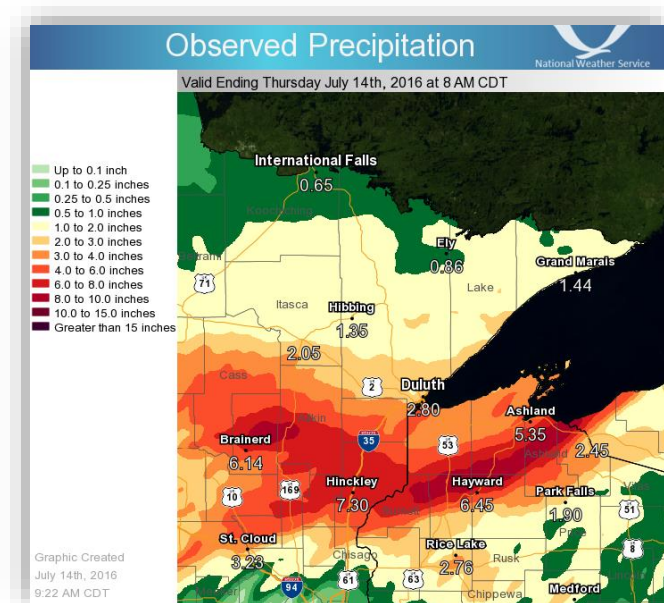 Observed Precipitation
National Weather Service
Valid Ending Thursday July 14th, 2016 at 8 AM CDT
Up to 0.1 inch
0.1 to 0.25 inches
0.25 to 0.5 inches
0.5 to 1.0 inches
1.0 to 2.0 inches
2.0 to 3.0 inches
3.0 to 4.0 inches
4.0 to 6.0 inches
6.0 to 8.0 inches
8.0 to 10.0 inches
10.0 to 15.0 inches
Greater than 15 inches
International Falls
0.65
Koochiching
Ely
0.86
Grand Marais
1.44
71
Itasca
Lake
Hibbing
1.35
2.05
Cass
2
Duluth
2.80
Ashland
5.35
Ashland
35
53
2.45
Brainerd
6.14
10
169
Hinckley
7.30
Hayward
6.45
Park Falls
1.90
51
Price
8
St. Cloud
3.23
Chisago
Rice Lake
2.76
Rusk
94
61
63
Chippewa
Medford
Graphic Created
July 14th, 2016
9:22 AM CDT